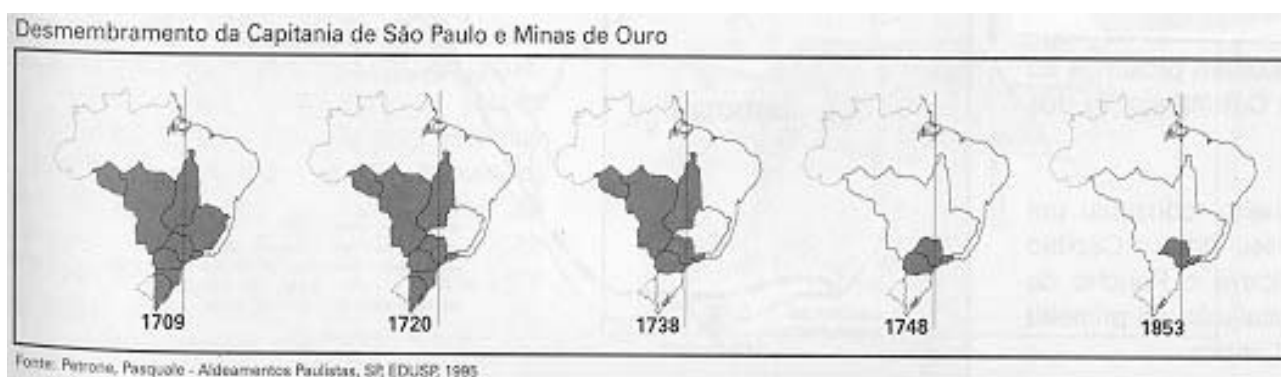 Desmembramento da Capitania de São Paulo e Minas de Ouro
1709
1720
1738
1748
1853
Fonte: Petrone, Pasquale - Aldeamentos Paulistas, SP, EDUSP, 1995